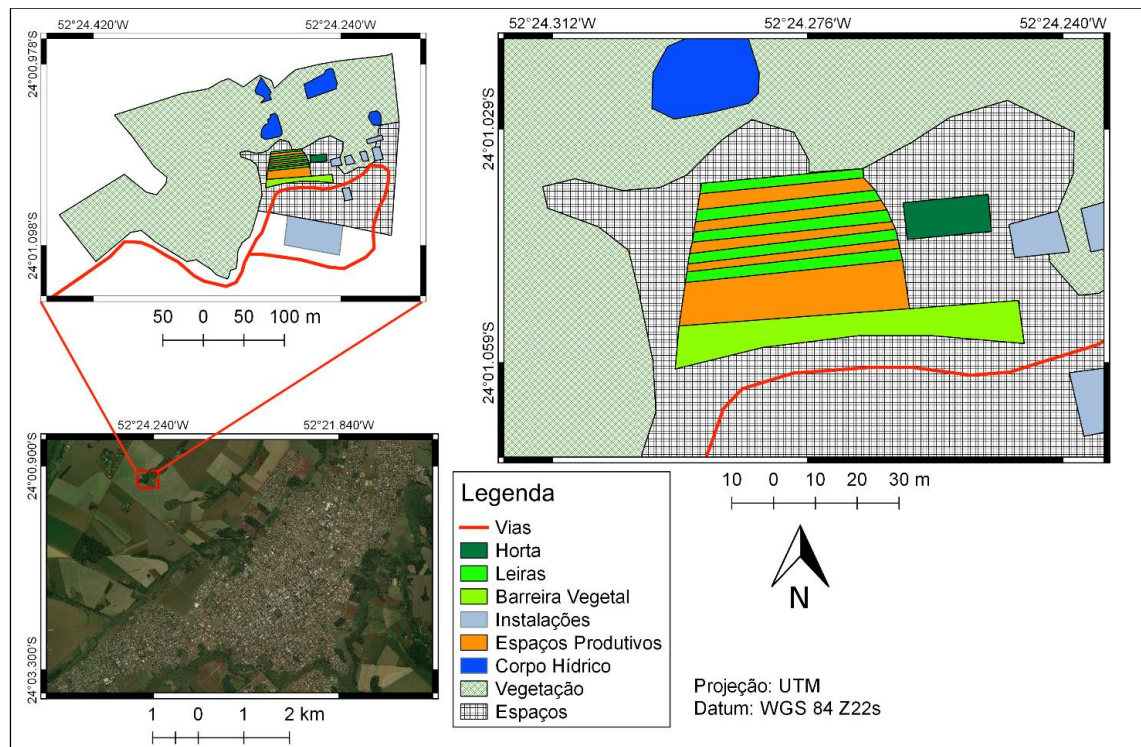 52°24.420'W 52°24.240'W
24°00.978'S
24°01.098'S
50 0 50 100 m
52°24.312'W 52°24.276'W 52°24.240'W
24°01.029'S
24°01.059'S
10 0 10 20 30 m
52°24.240'W 52°21.840'W
24°00.900'S
24°03.300'S
1 0 1 2 km
Legenda
Vias
Horta
Leiras
Barreira Vegetal
Instalações
Espaços Produtivos
Corpo Hídrico
Vegetação
Espaços
N
Projeção: UTM
Datum: WGS 84 Z22s